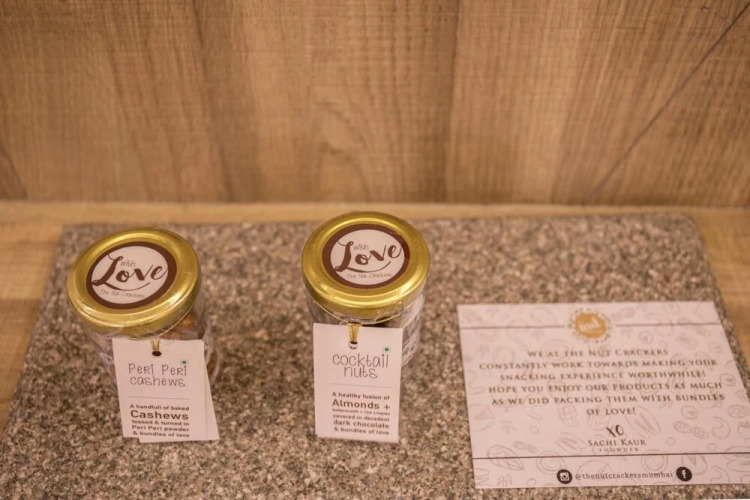 with
Love
The Nut Crackers
Peri Peri
cashews
A handfull of baked
Cashews
tossed & turned in
Peri Peri powder
& bundles of love
with
Love
The Nut Crackers
cocktail
nuts
A healthy fusion of
Almonds +
covered in decadent
dark chocolate
& bundles of love
We at The Nut Crackers
constantly work towards making your
snacking experience worthwhile!
Hope you enjoy our products as much
as we did packing them with bundles
of love!
XO
Sachi Kaur
Founder
@thenutcrackersmumbai